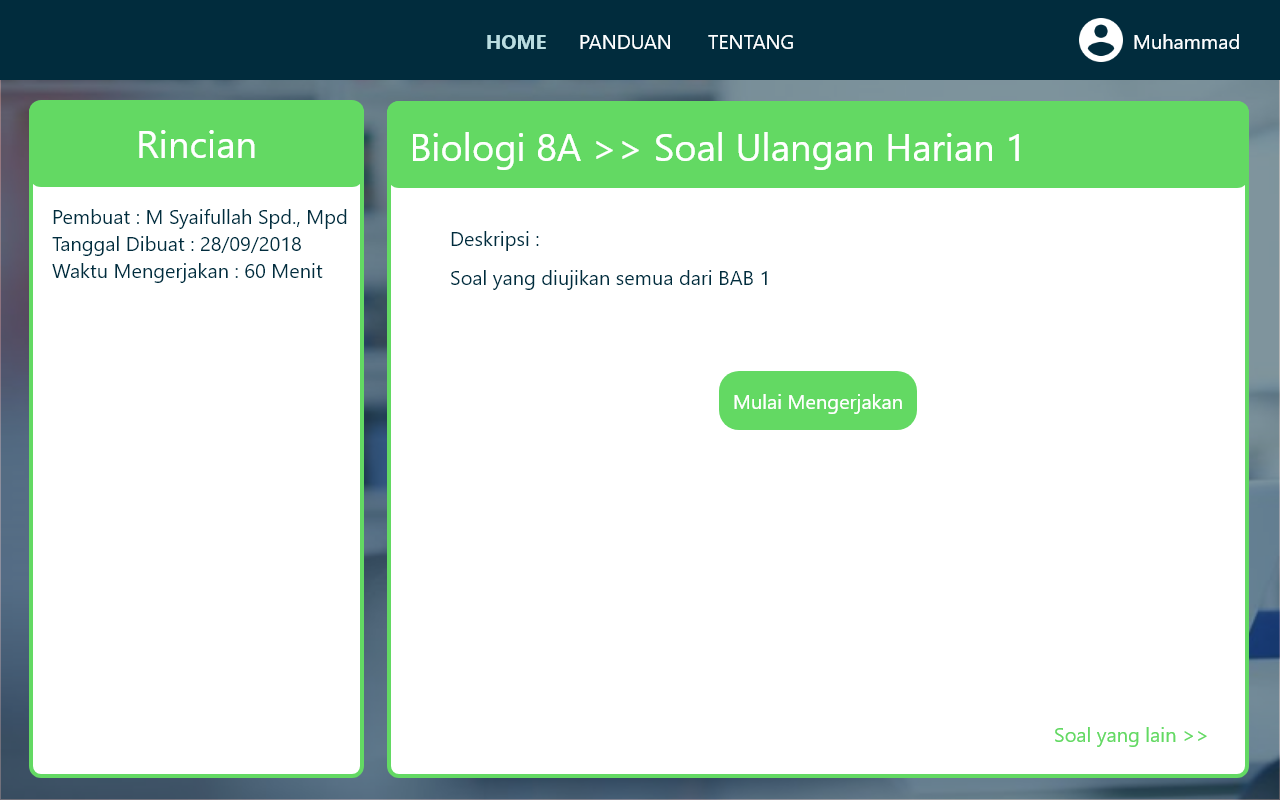 HOME PANDUAN TENTANG Muhammad
Rincian
Pembuat : M Syaifullah Spd., Mpd
Tanggal Dibuat : 28/09/2018
Waktu Mengerjakan : 60 Menit
Biologi 8A >> Soal Ulangan Harian 1
Deskripsi :
Soal yang diujikan semua dari BAB 1
Mulai Mengerjakan
Soal yang lain >>